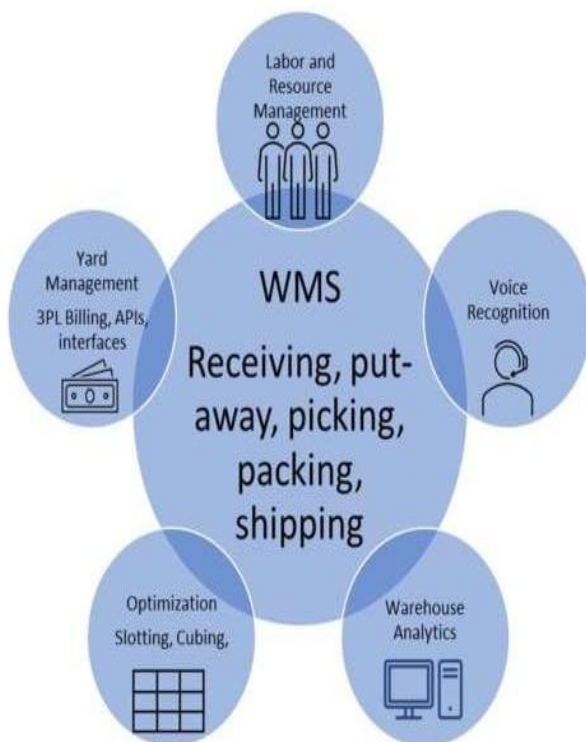 Labor and
Resource
Management
Yard
Management
3PL Billing, APIs,
interfaces
WMS
Receiving, put-
away, picking,
packing,
shipping
Voice
Recognition
Optimization
Slotting, Cubing,
Warehouse
Analytics